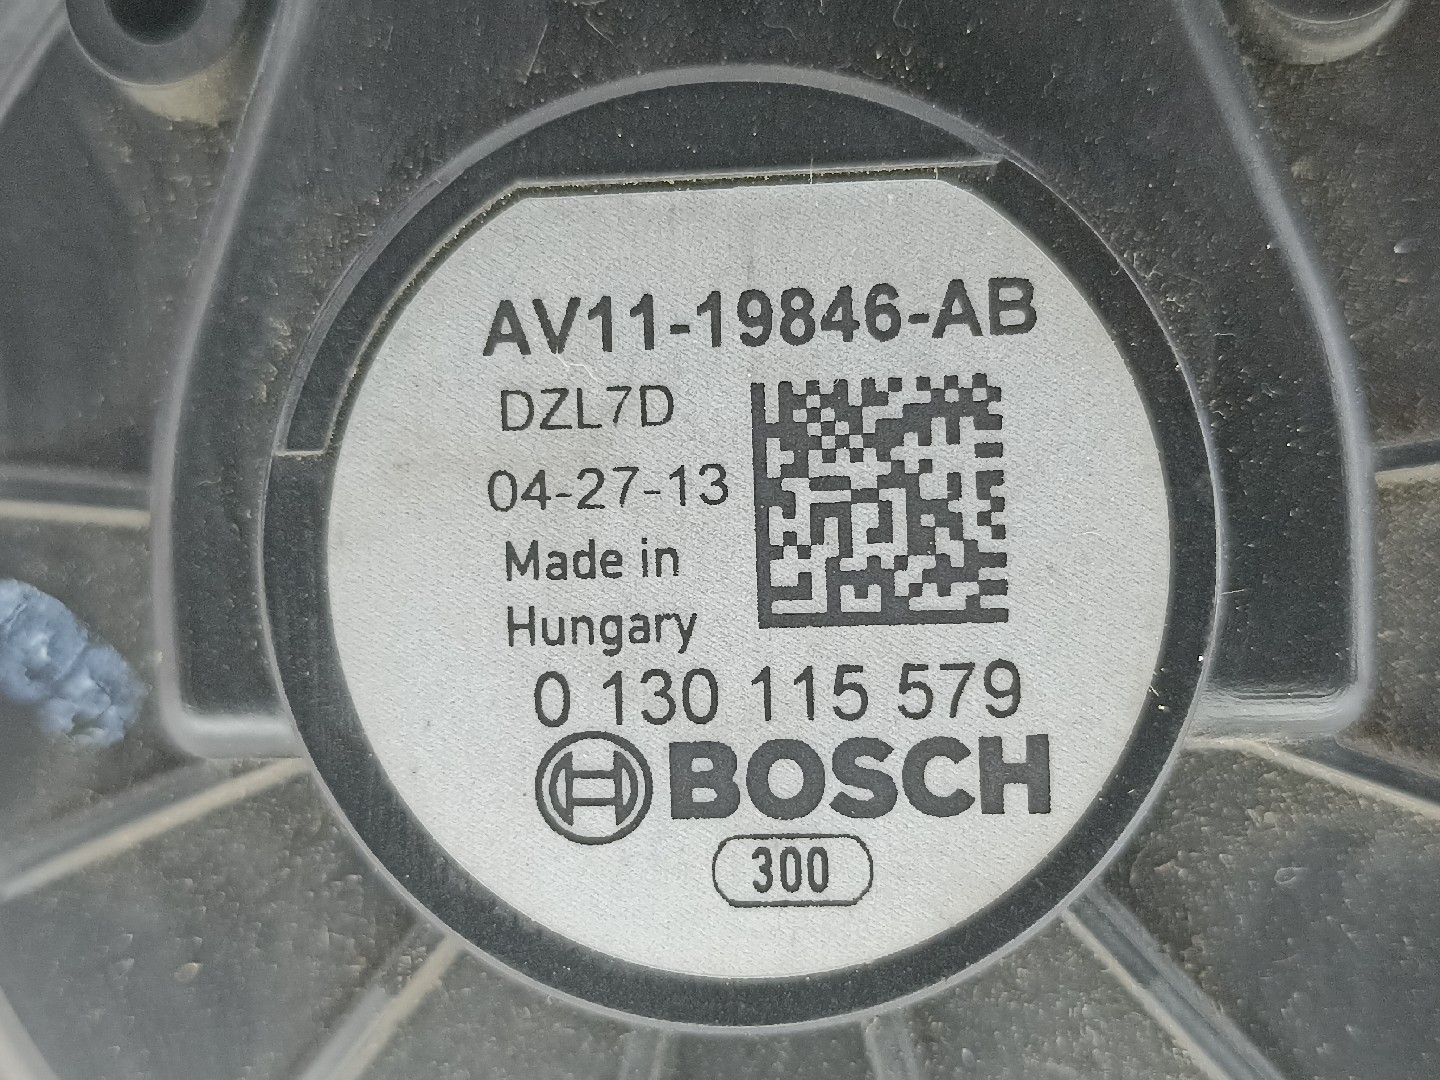 AV11-19846-AB
DZL7D
04-27-13
Made in
Hungary
0 130 115 579
BOSCH
300